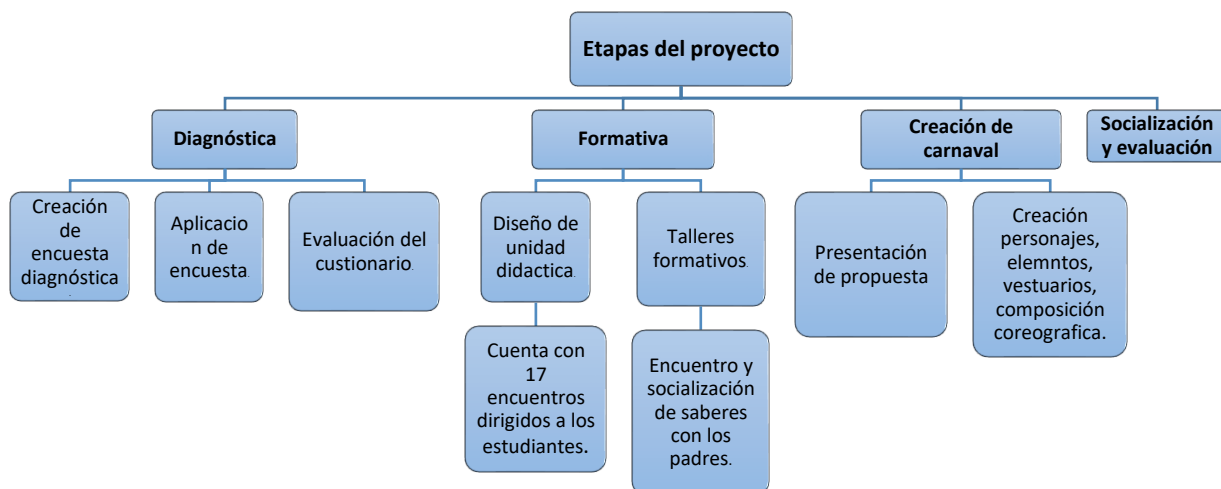 Etapas del proyecto
Diagnóstica
Formativa
Creación de
carnaval
Socialización
y evaluación
Creación
de
encuesta
diagnóstica
.
Aplicacion
n de
encuesta.
Evaluación del
custionario.
Diseño de
unidad
didactica.
Talleres
formativos.
Presentación
de propuesta
Creación
personajes,
elemntos,
vestuarios,
composición
coreografica.
Cuenta con
17
encuentros
dirigidos a los
estudiantes.
Encuentro y
socialización
de saberes
con los
padres.